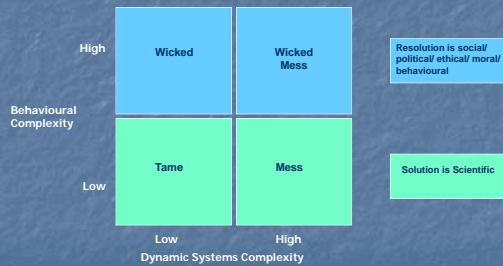 High
Wicked
Wicked
Mess
Resolution is social/
political/ ethical/ moral/
behavioural
Behavioural
Complexity
Tame
Mess
Solution is Scientific
Low
Low
High
Dynamic Systems Complexity